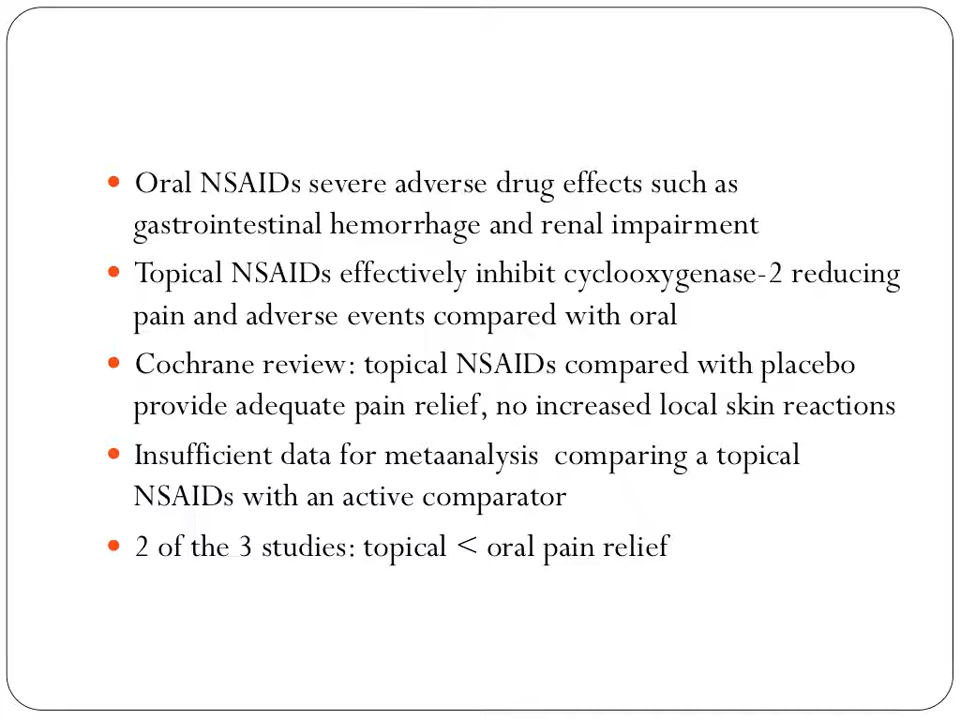 • Oral NSAIDs severe adverse drug effects such as
gastrointestinal hemorrhage and renal impairment
• Topical NSAIDs effectively inhibit cyclooxygenase-2 reducing
pain and adverse events compared with oral
• Cochrane review: topical NSAIDs compared with placebo
provide adequate pain relief, no increased local skin reactions
• Insufficient data for metaanalysis  comparing a topical
NSAIDs with an active comparator
• 2 of the 3 studies: topical < oral pain relief